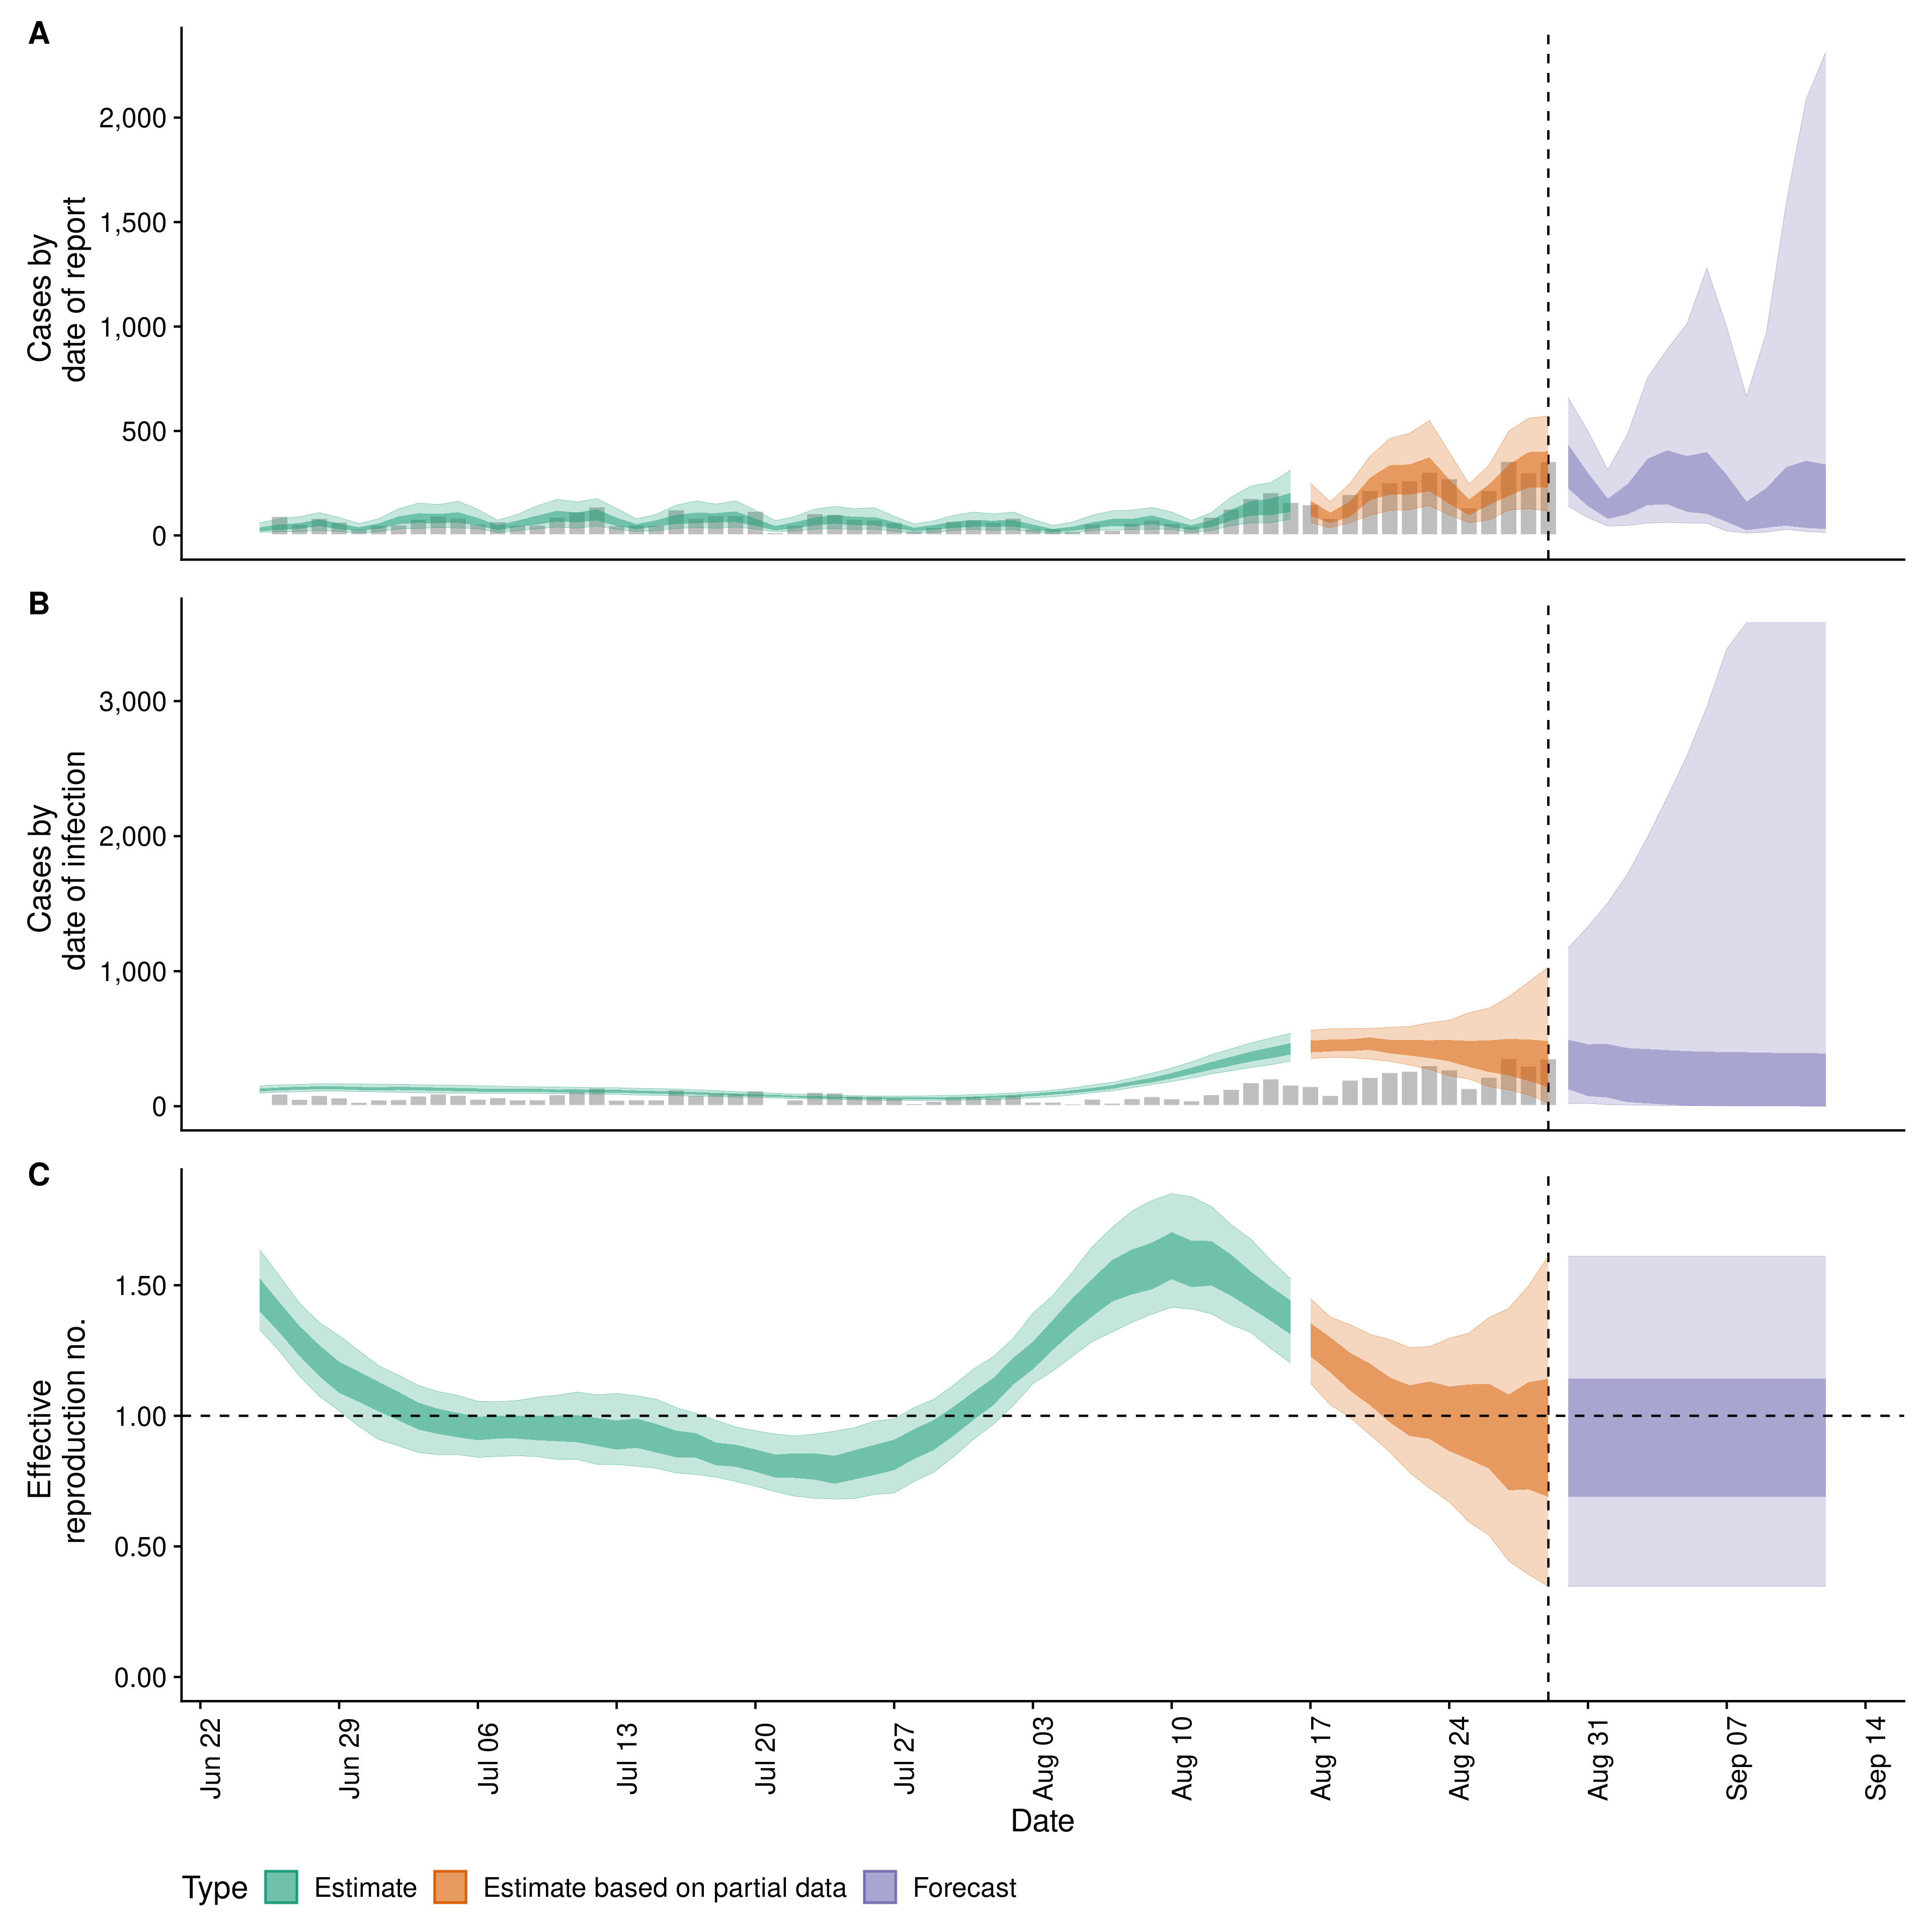 A
Cases by
date of report
2,000
1,500
1,000
500
0
B
Cases by
date of infection
3,000
2,000
1,000
0
C
Effective
reproduction no.
1.50
1.00
0.50
0.00
Jun 22
Jun 29
Jul 06
Jul 13
Jul 20
Jul 27
Aug 03
Aug 10
Aug 17
Aug 24
Aug 31
Sep 07
Sep 14
Date
Type Estimate Estimate based on partial data Forecast